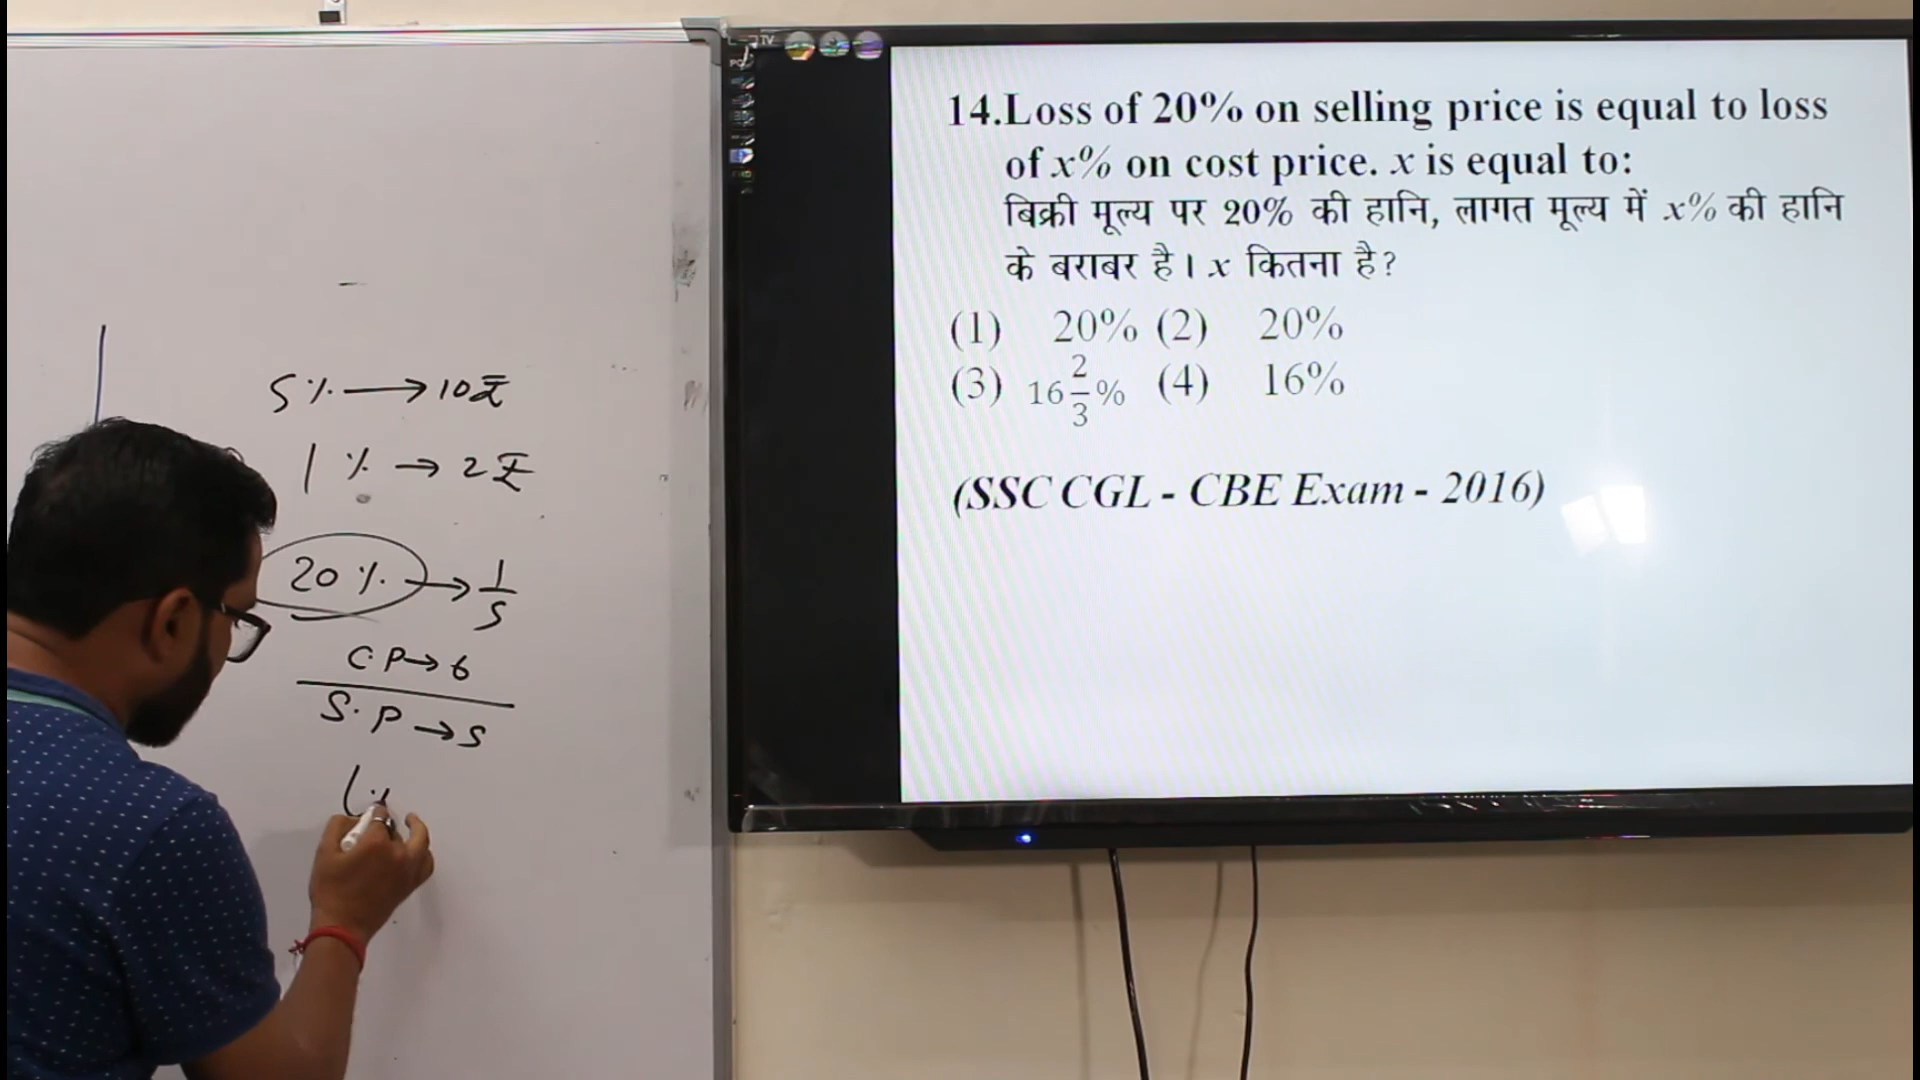 5% → 10₹
1% → 2₹
20% → 1/5
C.P → 6
S.P → 5
TV
14.Loss of 20% on selling price is equal to loss
of x% on cost price. x is equal to:
बिक्री मूल्य पर 20% की हानि, लागत मूल्य में x% की हानि
के बराबर है। x कितना है?
(1) 20% (2) 20%
(3) 16 2/3% (4) 16%
(SSC CGL - CBE Exam - 2016)